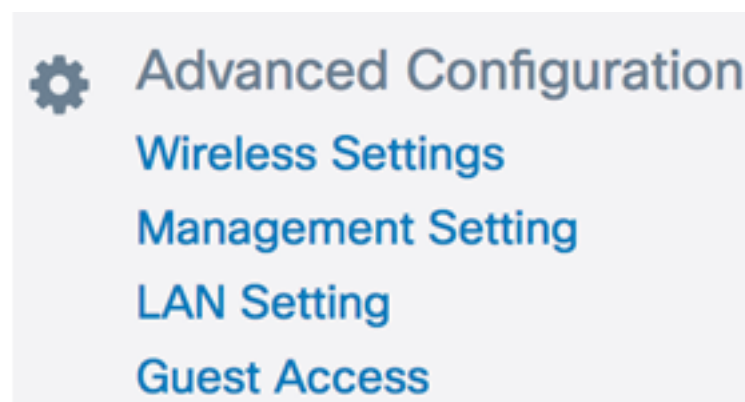 Advanced Configuration
Wireless Settings
Management Setting
LAN Setting
Guest Access